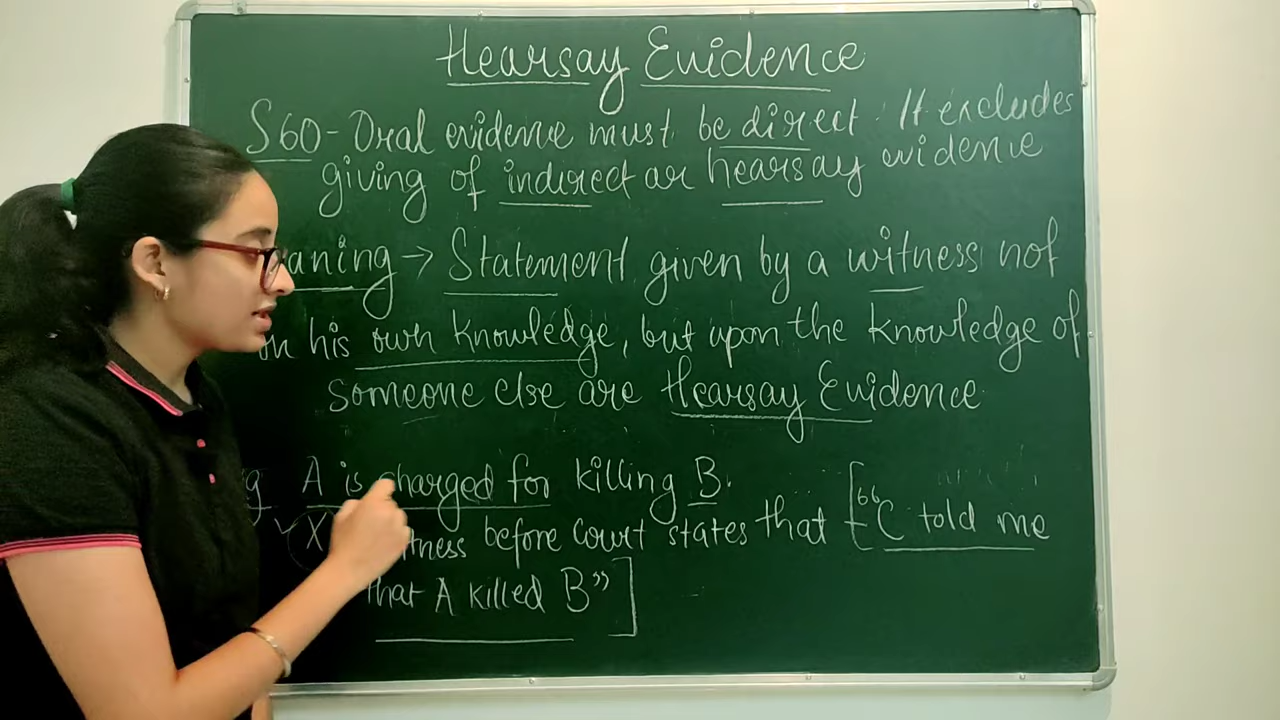 Hearsay Evidence
S60 - Oral evidence must be direct. It excludes
giving of indirect or hearsay evidence
aning → Statement given by a witness not
on his own knowledge, but upon the knowledge of
someone else are Hearsay Evidence
g A is charged for killing B.
X tness before court states that ["C told me
that A killed B"]